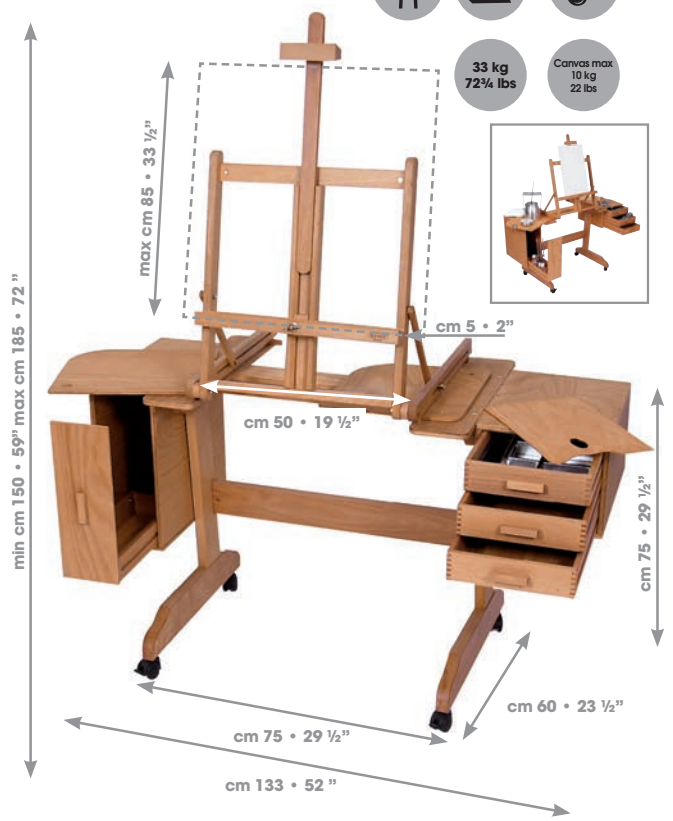 33 kg
72¾ lbs
Canvas max
10 kg
22 lbs
max cm 85 • 33 ½”
min cm 150 • 59” max cm 185 • 72 ”
cm 5 • 2”
cm 50 • 19 ½”
cm 75 • 29 ½”
cm 60 • 23 ½”
cm 75 • 29 ½”
cm 133 • 52 ”